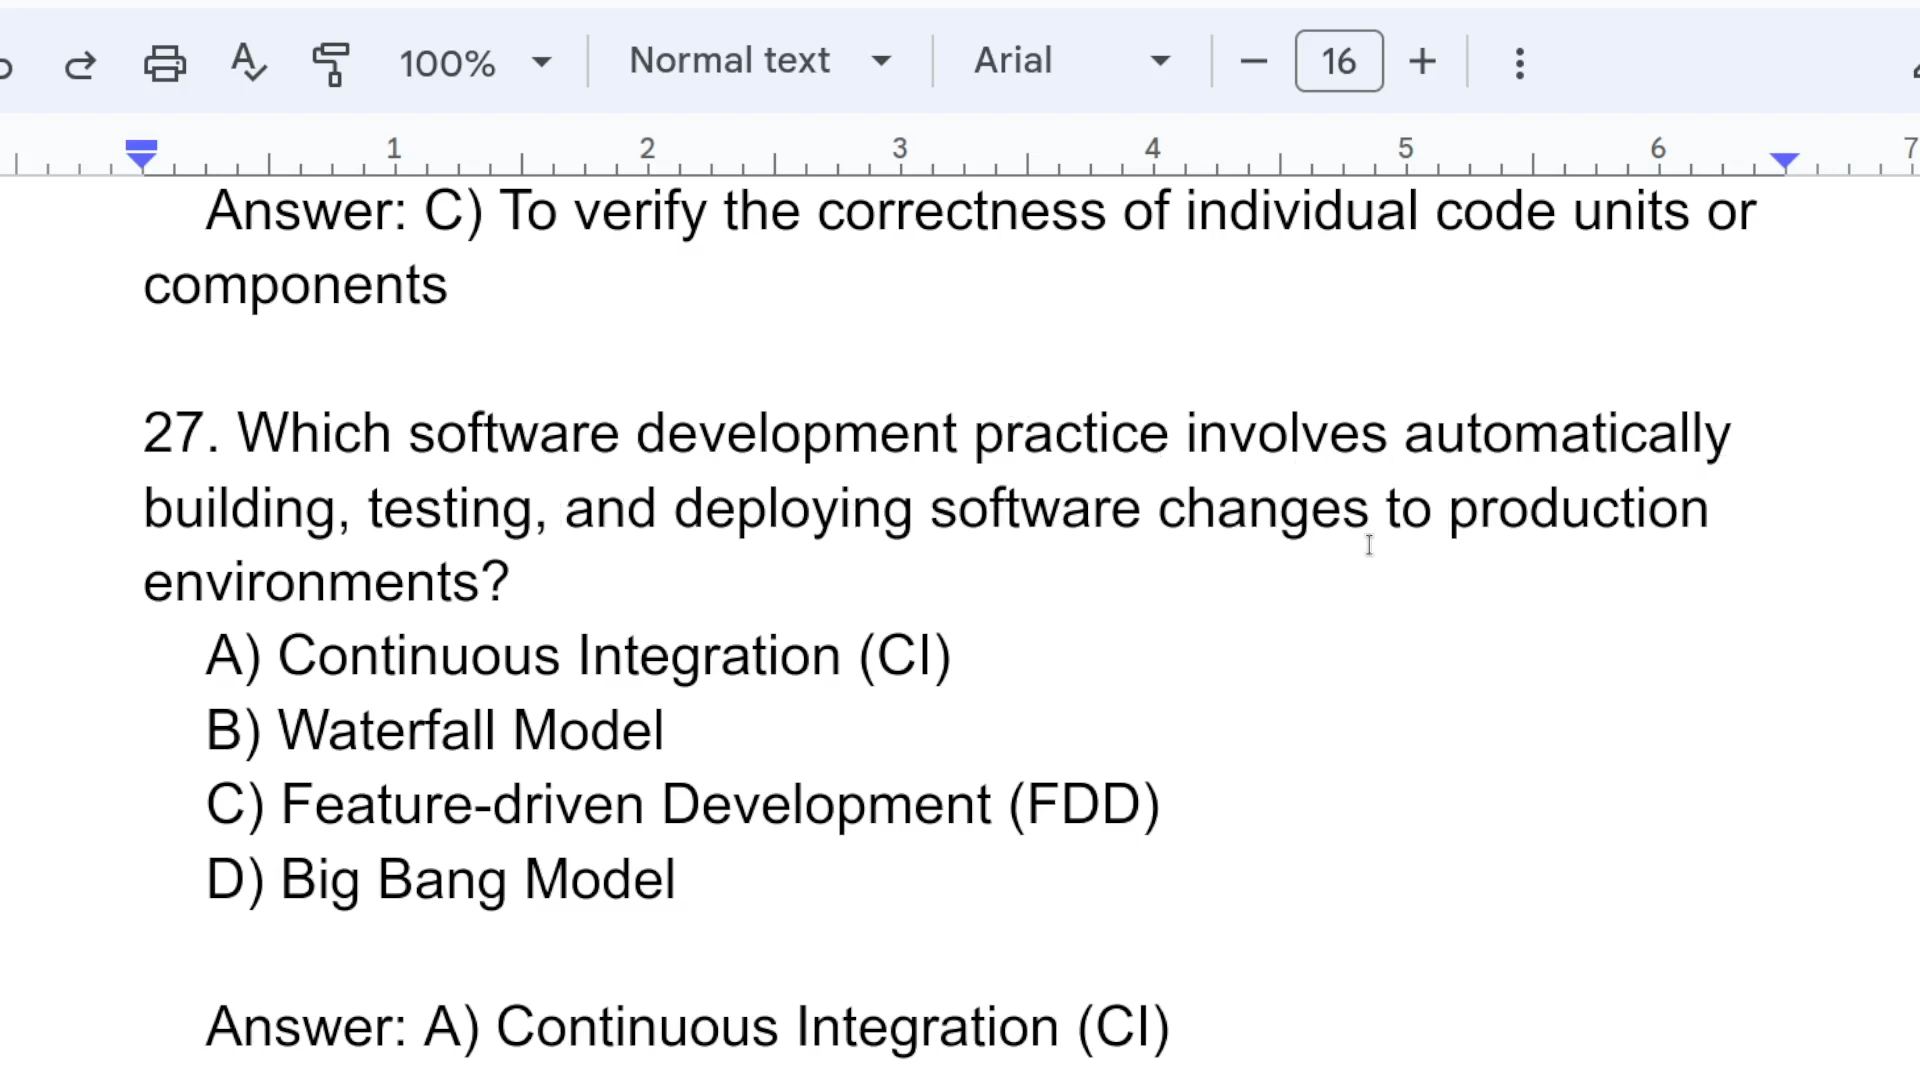 100% Normal text Arial 16
1 2 3 4 5 6 7
Answer: C) To verify the correctness of individual code units or
components
27. Which software development practice involves automatically
building, testing, and deploying software changes to production
environments?
A) Continuous Integration (CI)
B) Waterfall Model
C) Feature-driven Development (FDD)
D) Big Bang Model
Answer: A) Continuous Integration (CI)